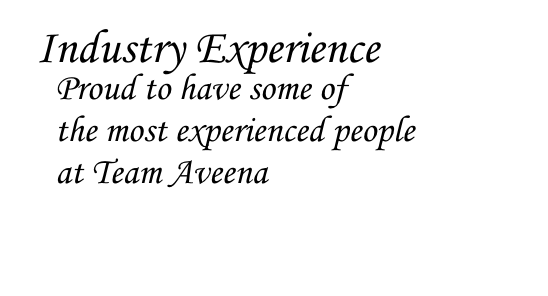 Industry Experience
Proud to have some of
the most experienced people
at Team Aveena